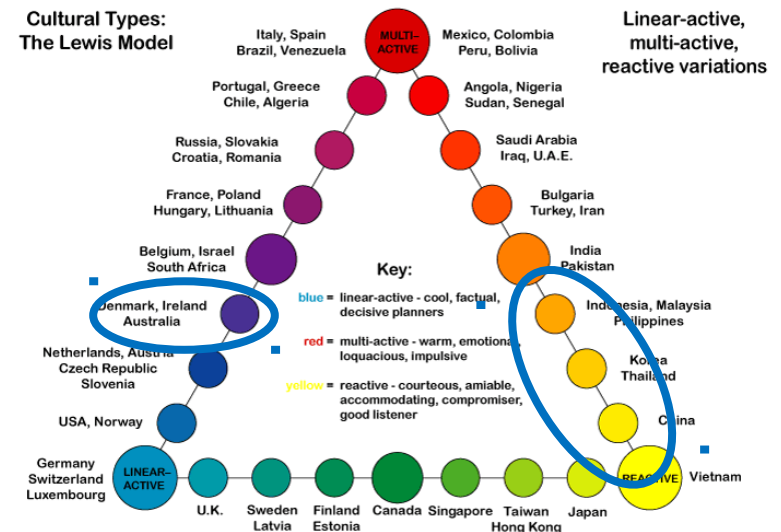 Cultural Types:
The Lewis Model
Linear-active,
multi-active,
reactive variations
MULTI-
ACTIVE
Italy, Spain
Brazil, Venezuela
Mexico, Colombia
Peru, Bolivia
Portugal, Greece
Chile, Algeria
Angola, Nigeria
Sudan, Senegal
Russia, Slovakia
Croatia, Romania
Saudi Arabia
Iraq, U.A.E.
France, Poland
Hungary, Lithuania
Bulgaria
Turkey, Iran
Belgium, Israel
South Africa
India
Pakistan
Key:
blue = linear-active - cool, factual,
decisive planners
red = multi-active - warm, emotional,
loquacious, impulsive
yellow = reactive - courteous, amiable,
accommodating, compromiser,
good listener
Denmark, Ireland
Australia
Indonesia, Malaysia
Philippines
Netherlands, Austria
Czech Republic
Slovenia
Korea
Thailand
USA, Norway
China
Germany
Switzerland
Luxembourg
LINEAR-
ACTIVE
REACTIVE
Vietnam
U.K.
Sweden
Latvia
Finland
Estonia
Canada
Singapore
Taiwan
Hong Kong
Japan